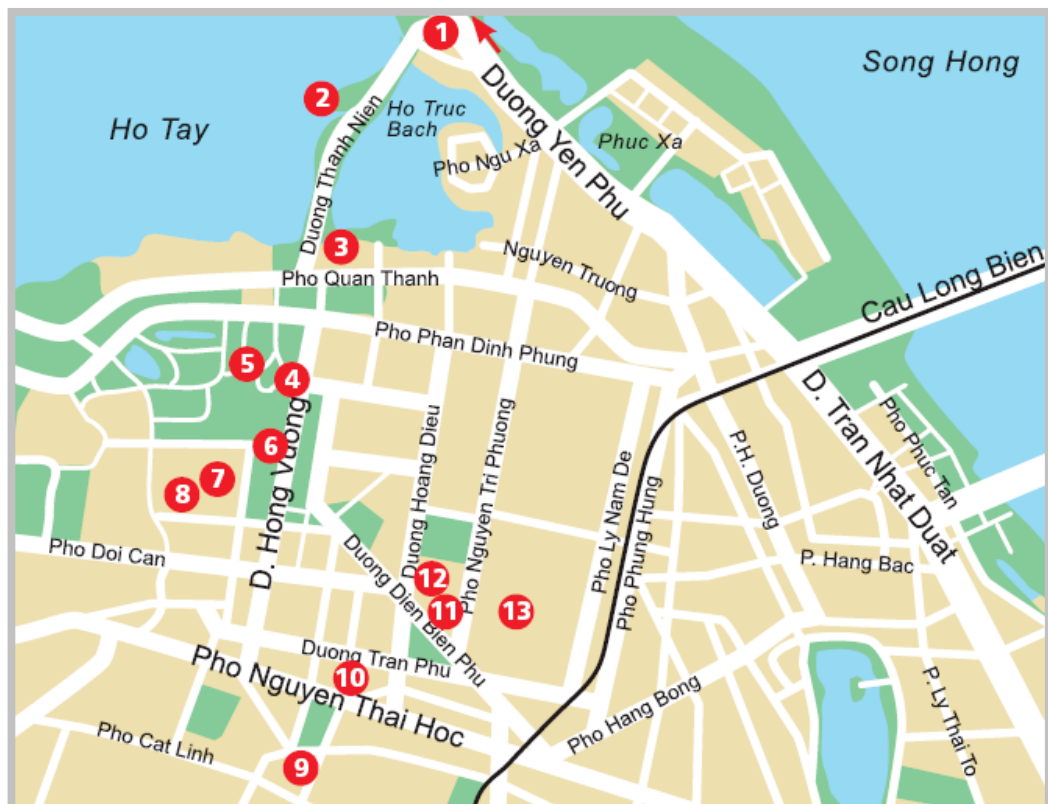 1
Song Hong
2
Ho Tay
Ho Truc
Bach
Duong Yen Phu
Duong Thanh Nien
Phuc Xa
Pho Ngu Xa
3
Nguyen Truong
Pho Quan Thanh
Cau Long Bien
Pho Phan Dinh Phung
5
4
D. Tran Nhat Duat
Pho Phuc Tan
6
D. Hong Vuong
Duong Hoang Dieu
Pho Nguyen Tri Phuong
P.H. Duong
7
8
Pho Ly Nam De
Pho Phung Hung
Pho Doi Can
Duong Dien Bien Phu
P. Hang Bac
12
11
13
Duong Tran Phu
10
Pho Nguyen Thai Hoc
Pho Hang Bong
P. Ly Thai To
Pho Cat Linh
9